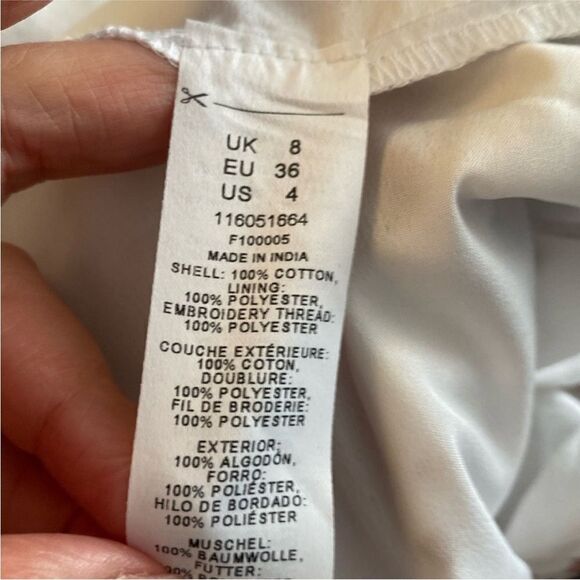 UK 8
EU 36
US 4
116051664
F100005
MADE IN INDIA
SHELL: 100% COTTON,
LINING:
100% POLYESTER,
EMBROIDERY THREAD:
100% POLYESTER
COUCHE EXTÉRIEURE:
100% COTON,
DOUBLURE:
100% POLYESTER,
FIL DE BRODERIE:
100% POLYESTER
EXTERIOR:
100% ALGODÓN,
FORRO:
100% POLIÉSTER,
HILO DE BORDADO:
100% POLIÉSTER
MUSCHEL:
100% BAUMWOLLE,
FUTTER: